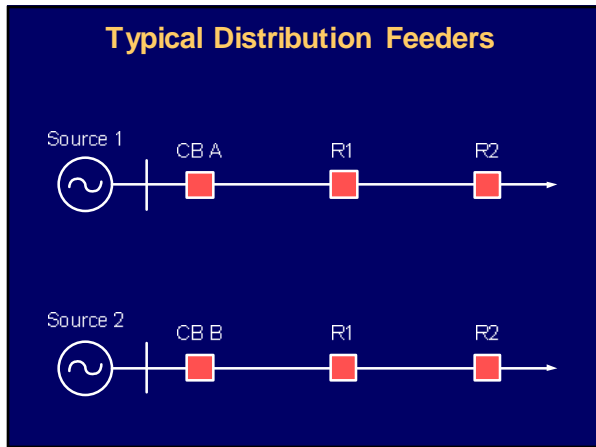 Typical Distribution Feeders
Source 1
CB A
R1
R2
Source 2
CB B
R1
R2